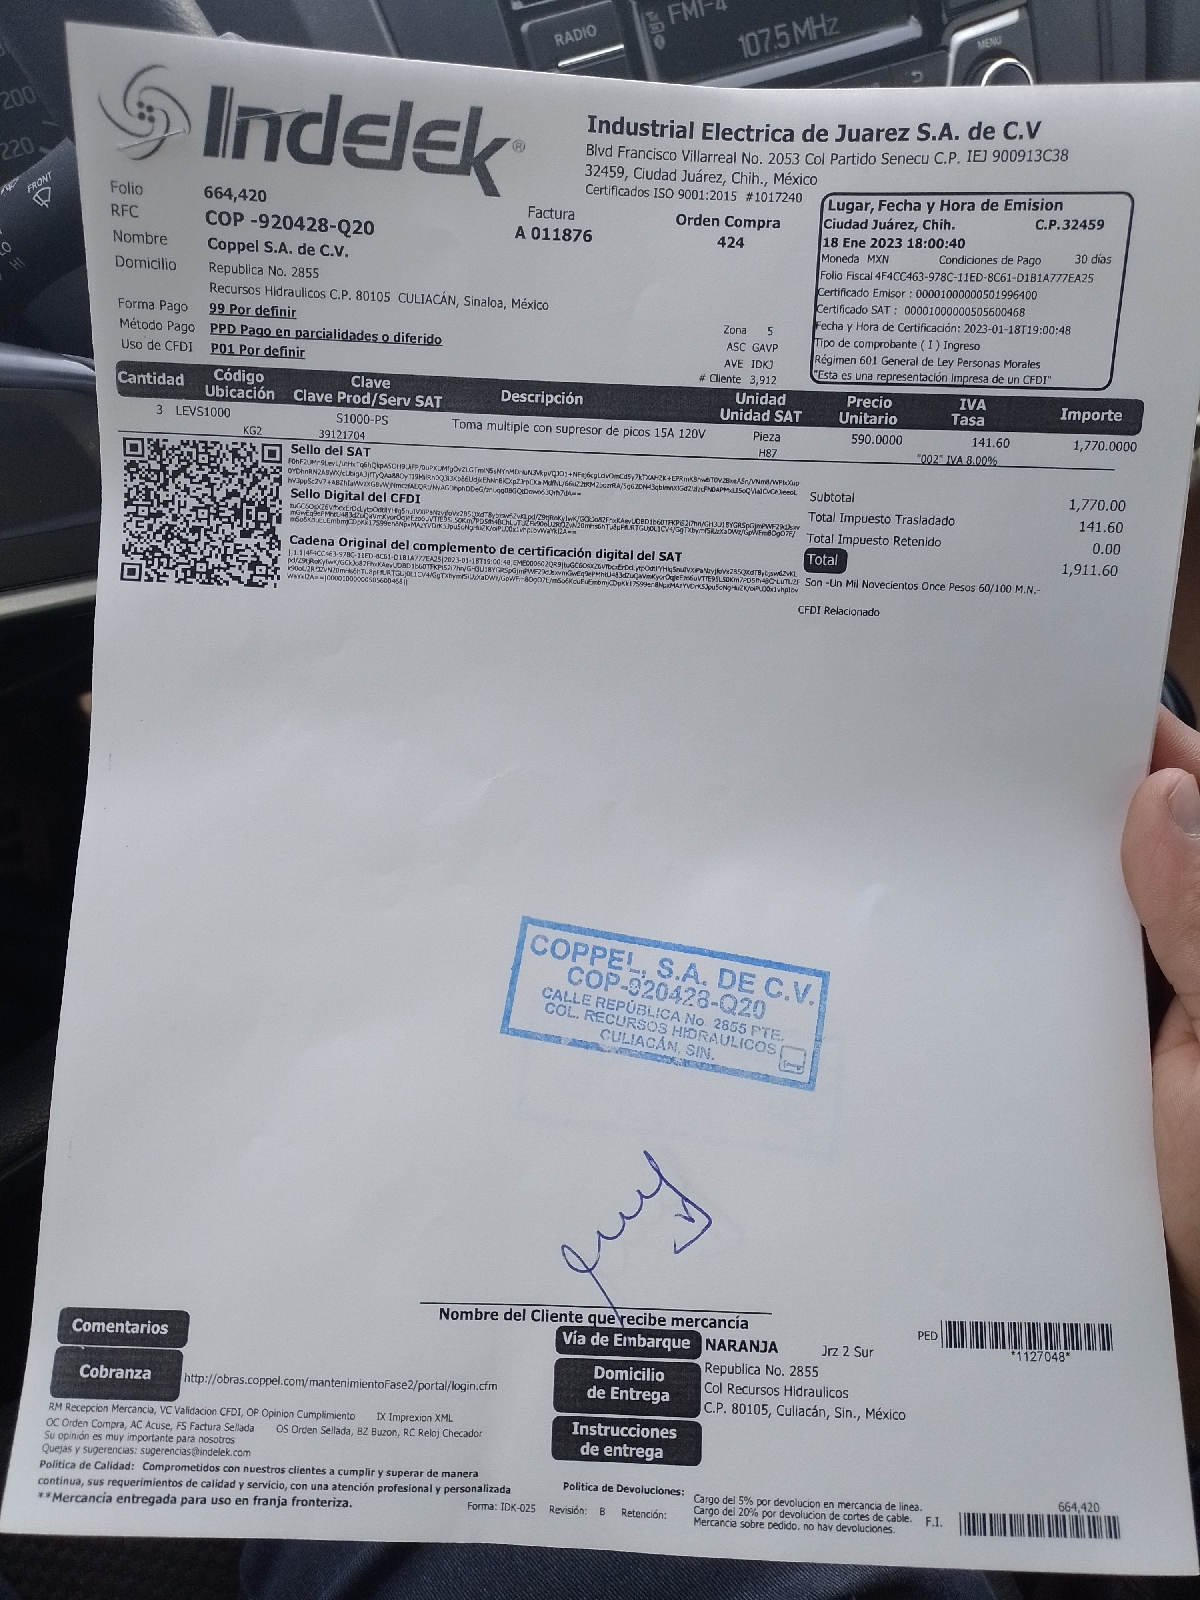 RADIO
FM1-4
107.5 MHz
MENU
200
220
FRONT
HI
Indelek®
Industrial Electrica de Juarez S.A. de C.V
Blvd Francisco Villarreal No. 2053 Col Partido Senecu C.P. IEJ 900913C38
32459, Ciudad Juárez, Chih., México
Certificados ISO 9001:2015 #1017240
Folio 664,420
RFC COP -920428-Q20
Nombre Coppel S.A. de C.V.
Domicilio Republica No. 2855
Recursos Hidraulicos C.P. 80105 CULIACÁN, Sinaloa, México
Forma Pago 99 Por definir
Método Pago PPD Pago en parcialidades o diferido
Uso de CFDI P01 Por definir
Factura
A 011876
Orden Compra
424
Zona 5
ASC GAVP
AVE IDKJ
# Cliente 3,912
Lugar, Fecha y Hora de Emision
Ciudad Juárez, Chih. C.P.32459
18 Ene 2023 18:00:40
Moneda MXN Condiciones de Pago 30 días
Folio Fiscal 4F4CC463-978C-11ED-8C61-D1B1A777EA25
Certificado Emisor : 00001000000501996400
Certificado SAT : 00001000000505600468
Fecha y Hora de Certificación: 2023-01-18T19:00:48
Tipo de comprobante ( I ) Ingreso
Régimen 601 General de Ley Personas Morales
"Esta es una representación impresa de un CFDI"
Cantidad Código Ubicación Clave Clave Prod/Serv SAT Descripción Unidad Unidad SAT Precio Unitario IVA Tasa Importe
3 LEVS1000 S1000-PS Toma multiple con supresor de picos 15A 120V Pieza 590.0000 141.60 1,770.0000
KG2 39121704 H87 "002" IVA 8.00%
Sello del SAT
Sello Digital del CFDI
Cadena Original del complemento de certificación digital del SAT
Subtotal 1,770.00
Total Impuesto Trasladado 141.60
Total Impuesto Retenido 0.00
Total 1,911.60
Son -Un Mil Novecientos Once Pesos 60/100 M.N.-
CFDI Relacionado
COPPEL, S.A. DE C.V.
COP-920428-Q20
CALLE REPÚBLICA No. 2855 PTE.
COL. RECURSOS HIDRAULICOS
CULIACÁN, SIN.
Nombre del Cliente que recibe mercancía
Comentarios
Cobranza http://obras.coppel.com/mantenimientoFase2/portal/login.cfm
Vía de Embarque NARANJA Jrz 2 Sur
PED *1127048*
Domicilio de Entrega
Republica No. 2855
Col Recursos Hidraulicos
C.P. 80105, Culiacán, Sin., México
Instrucciones de entrega
RM Recepcion Mercancia, VC Validacion CFDI, OP Opinion Cumplimiento IX Imprexion XML
OC Orden Compra, AC Acuse, FS Factura Sellada OS Orden Sellada, BZ Buzon, RC Reloj Checador
Su opinión es muy importante para nosotros
Quejas y sugerencias: sugerencias@indelek.com
Politica de Calidad: Comprometidos con nuestros clientes a cumplir y superar de manera
continua, sus requerimientos de calidad y servicio, con una atención profesional y personalizada
**Mercancía entregada para uso en franja fronteriza.
Forma: IDK-025 Revisión: B Retención:
Politica de Devoluciones:
Cargo del 5% por devolucion en mercancia de linea.
Cargo del 20% por devolucion de cortes de cable.
Mercancia sobre pedido, no hay devoluciones.
F.I.
664,420